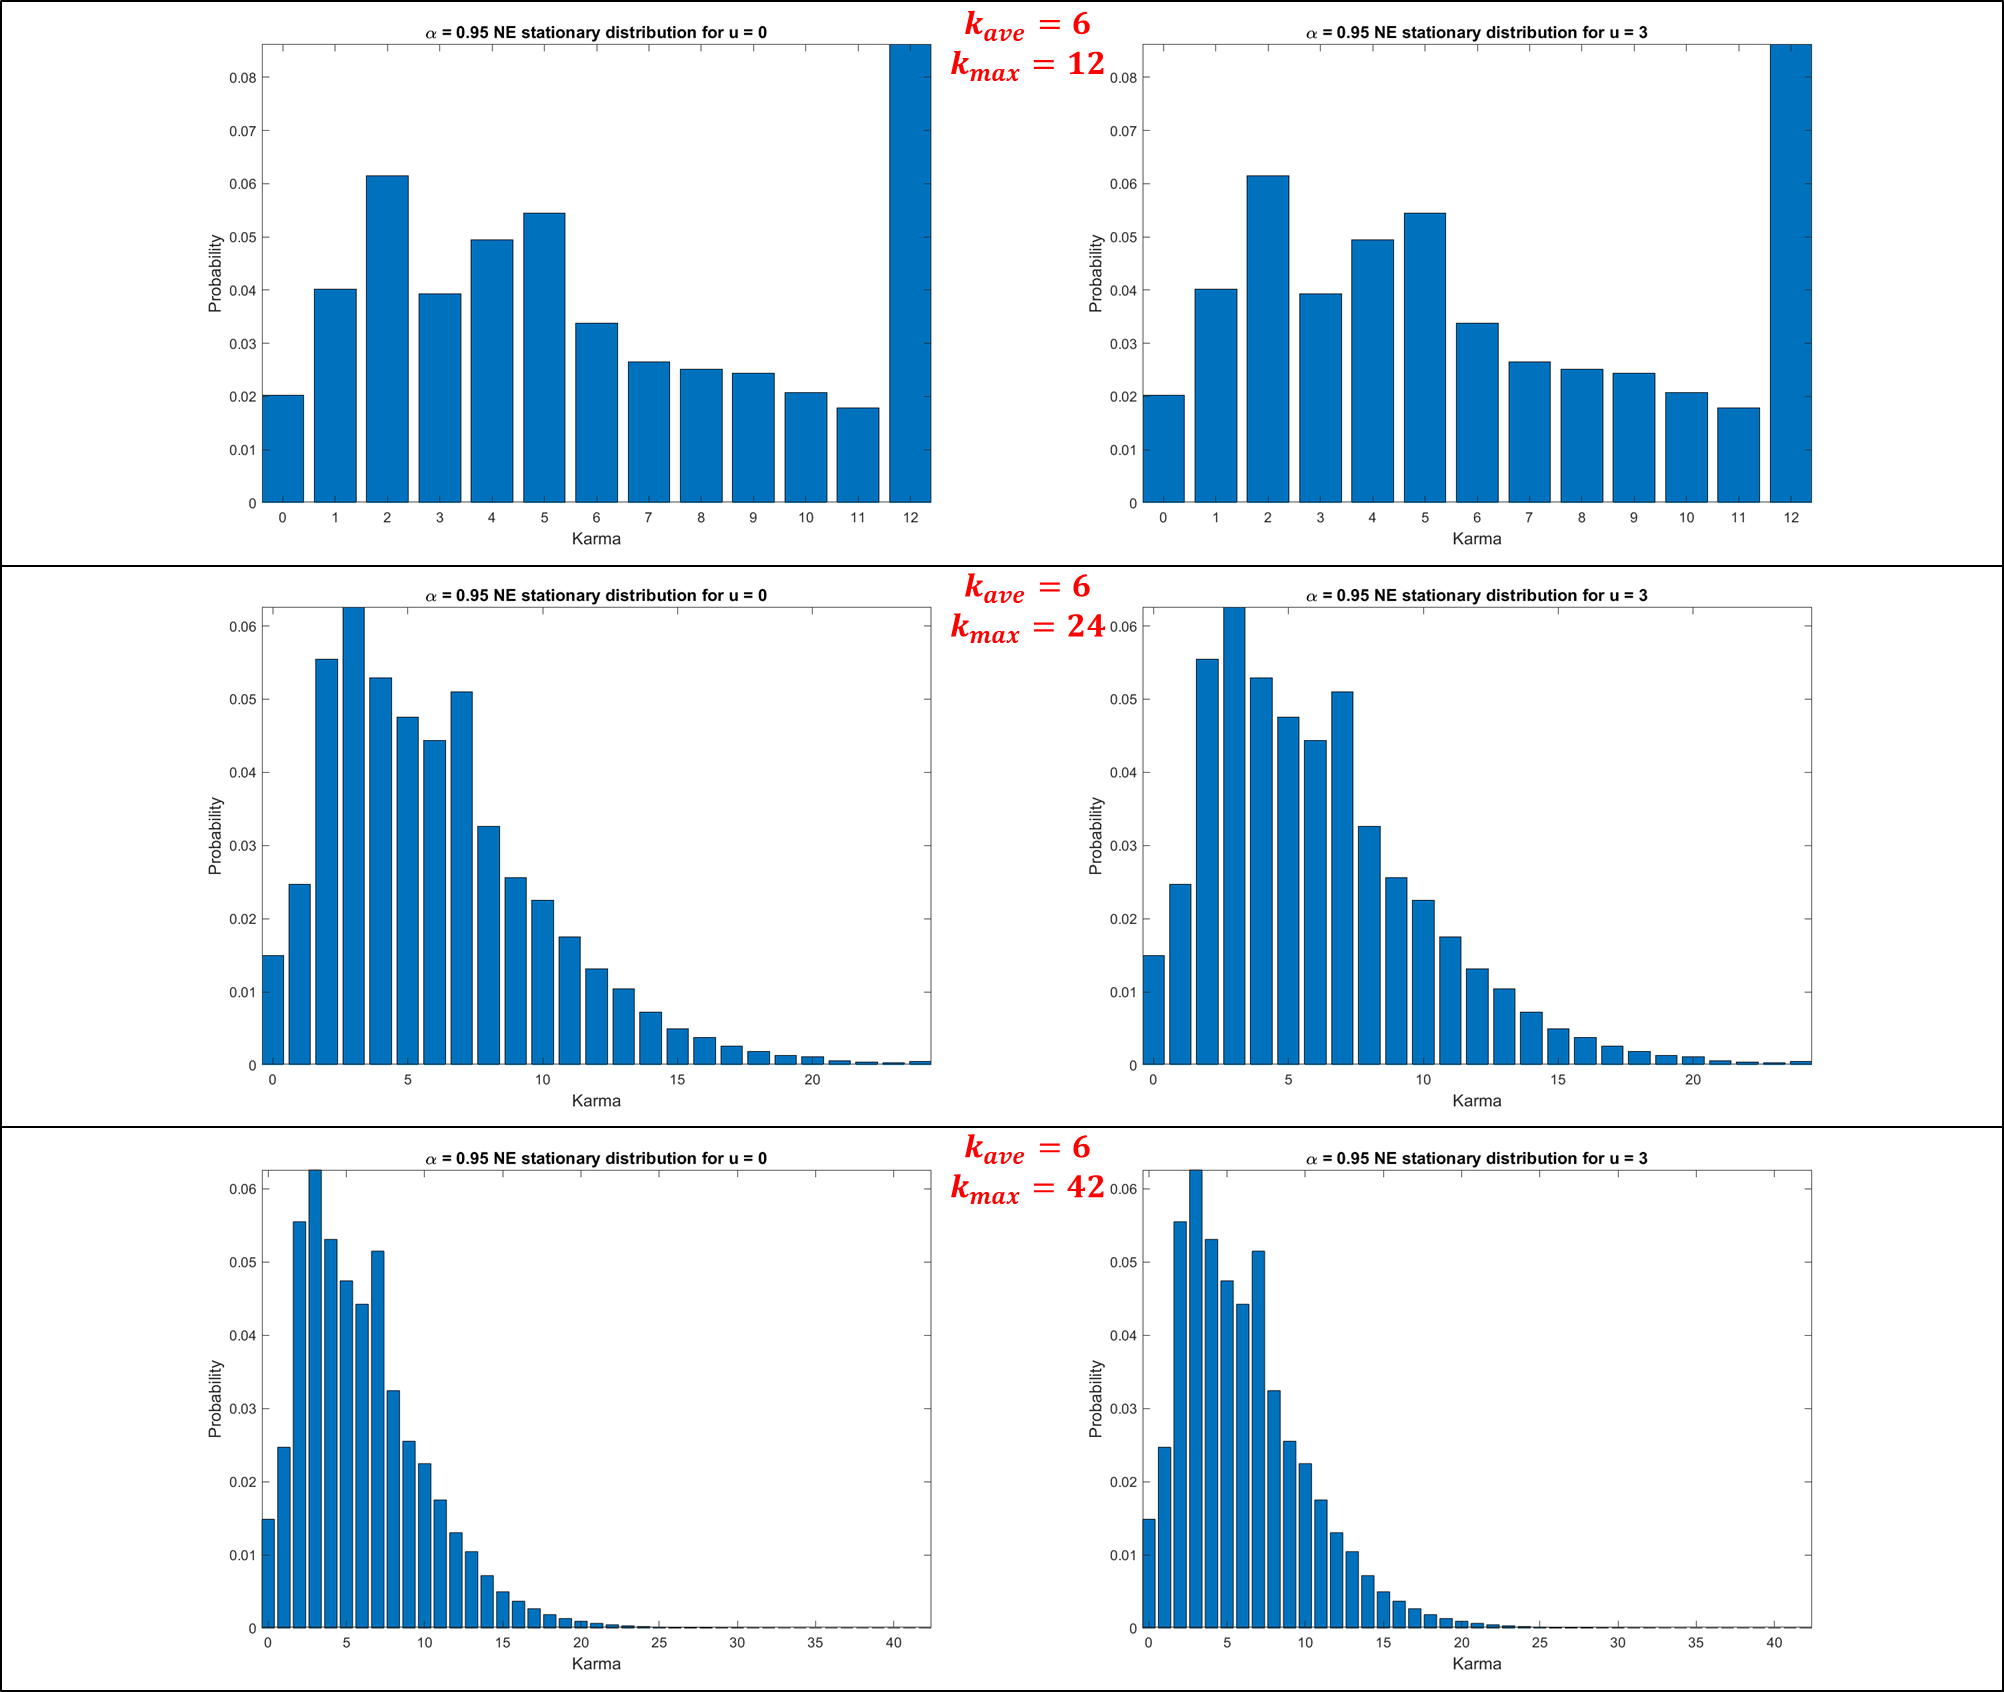 α = 0.95 NE stationary distribution for u = 0
k_ave = 6
k_max = 12
α = 0.95 NE stationary distribution for u = 3
Probability
0.08
0.07
0.06
0.05
0.04
0.03
0.02
0.01
0
0 1 2 3 4 5 6 7 8 9 10 11 12
Karma
Probability
0.08
0.07
0.06
0.05
0.04
0.03
0.02
0.01
0
0 1 2 3 4 5 6 7 8 9 10 11 12
Karma
α = 0.95 NE stationary distribution for u = 0
k_ave = 6
k_max = 24
α = 0.95 NE stationary distribution for u = 3
Probability
0.06
0.05
0.04
0.03
0.02
0.01
0
0 5 10 15 20
Karma
Probability
0.06
0.05
0.04
0.03
0.02
0.01
0
0 5 10 15 20
Karma
α = 0.95 NE stationary distribution for u = 0
k_ave = 6
k_max = 42
α = 0.95 NE stationary distribution for u = 3
Probability
0.06
0.05
0.04
0.03
0.02
0.01
0
0 5 10 15 20 25 30 35 40
Karma
Probability
0.06
0.05
0.04
0.03
0.02
0.01
0
0 5 10 15 20 25 30 35 40
Karma